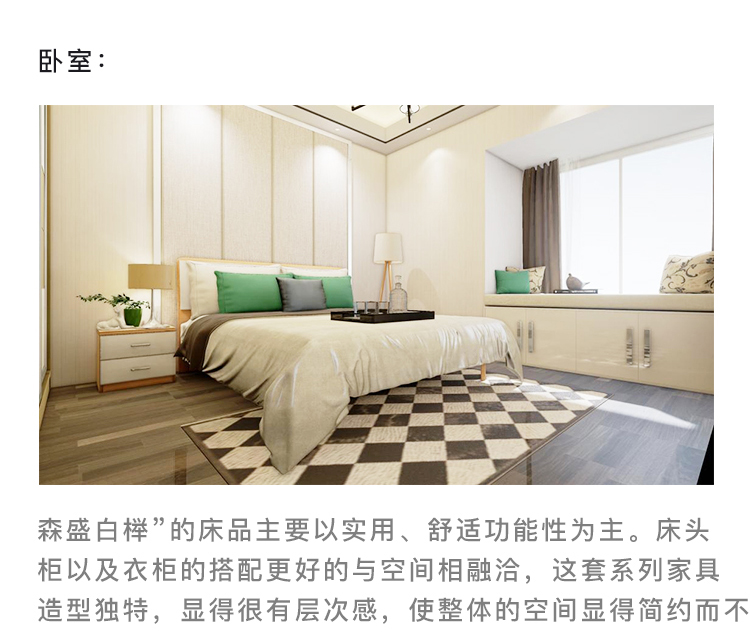 卧室：
森盛白榉”的床品主要以实用、舒适功能性为主。床头
柜以及衣柜的搭配更好的与空间相融洽，这套系列家具
造型独特，显得很有层次感，使整体的空间显得简约而不